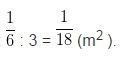 1/6 : 3 = 1/18 (m²).